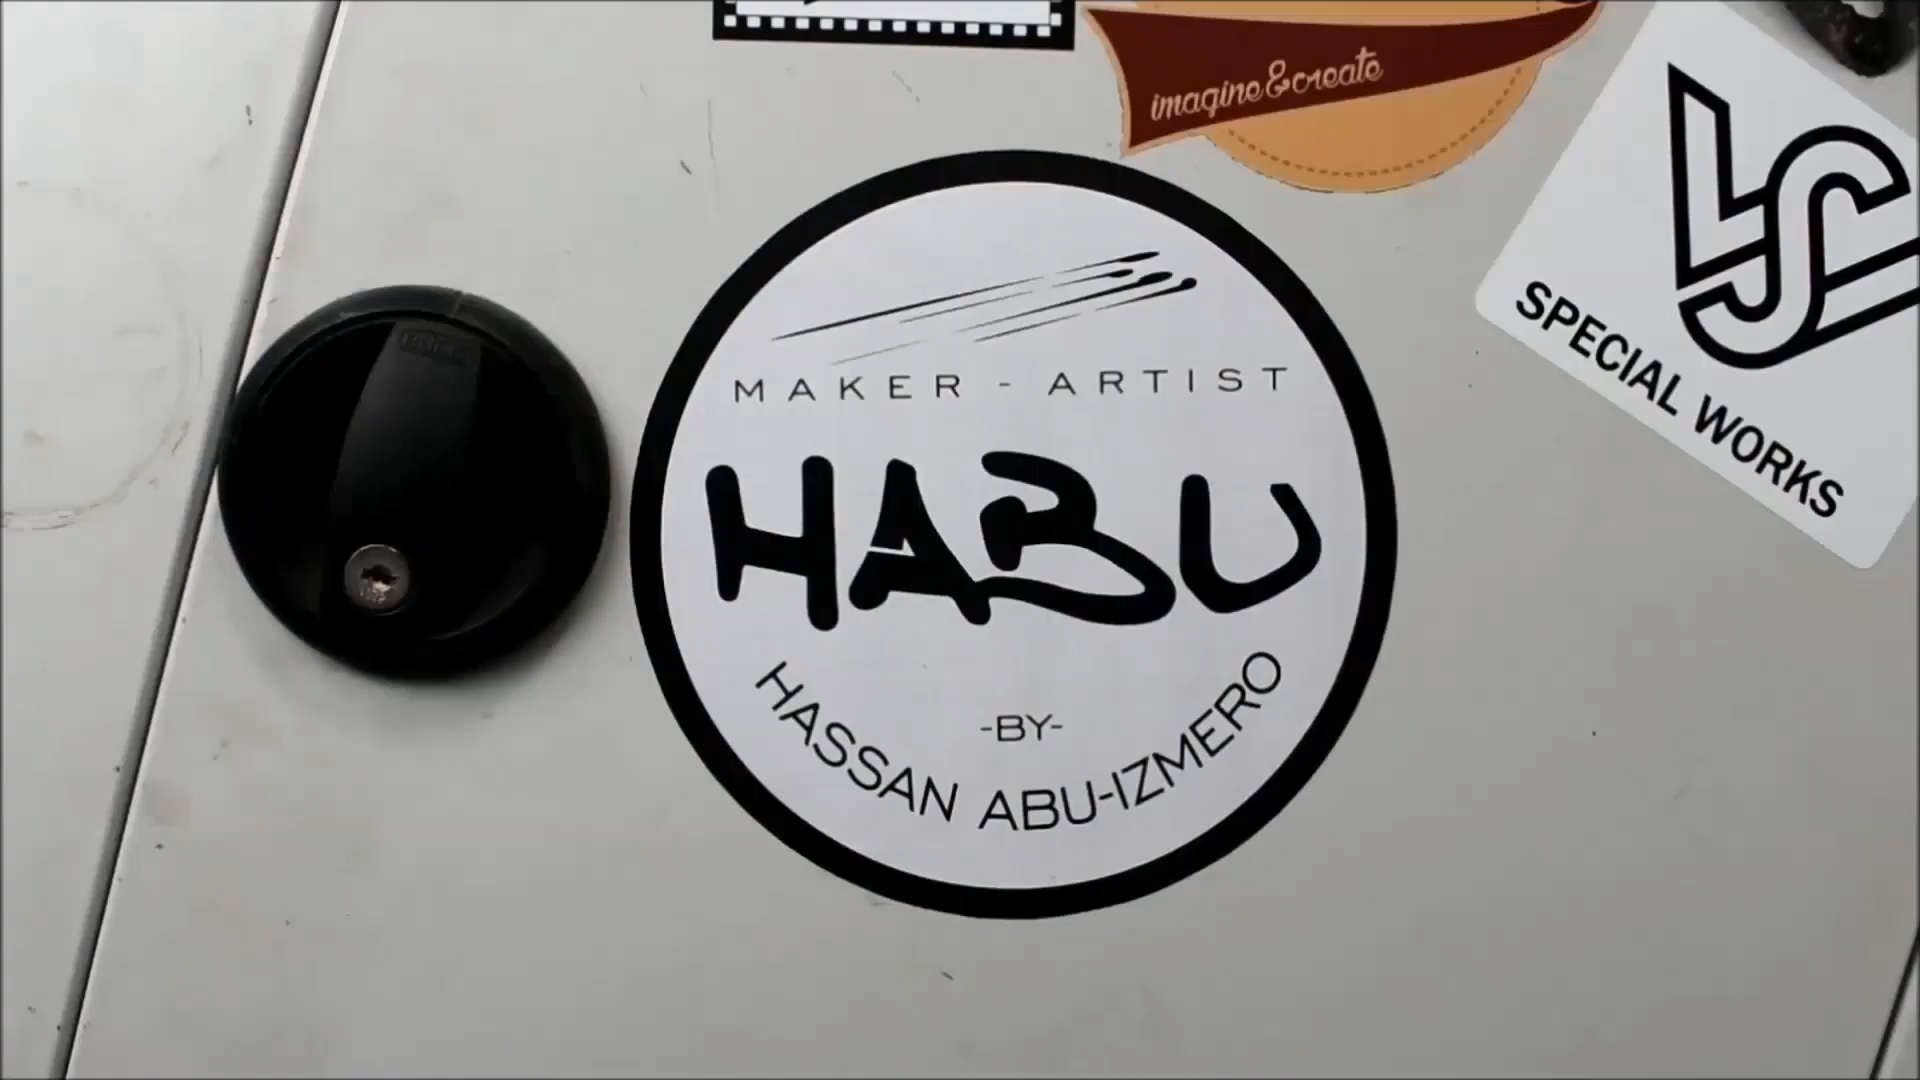 imagine&create
SPECIAL WORKS
MAKER - ARTIST
HABU
-BY-
HASSAN ABU-IZMERO